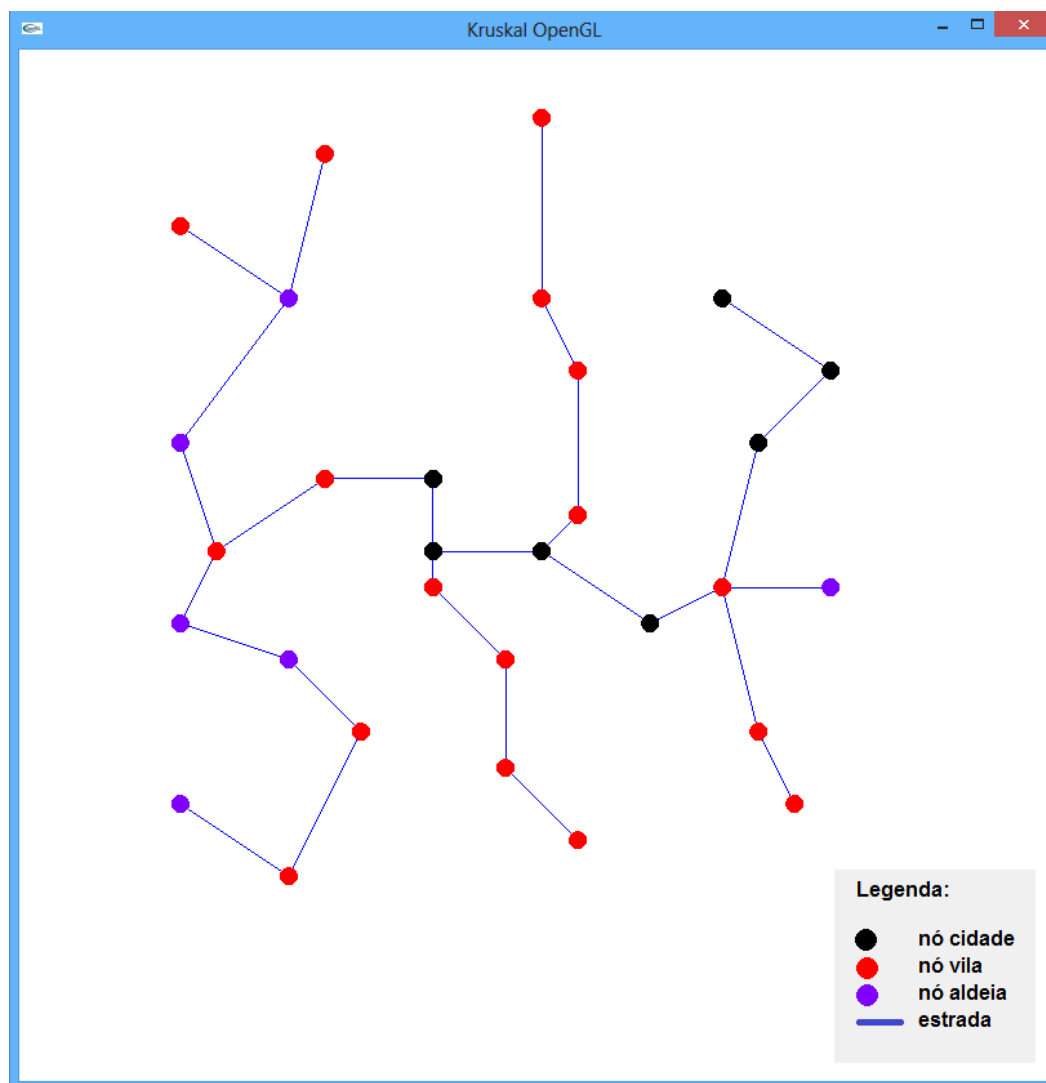 Kruskal OpenGL
Legenda:
nó cidade
nó vila
nó aldeia
estrada